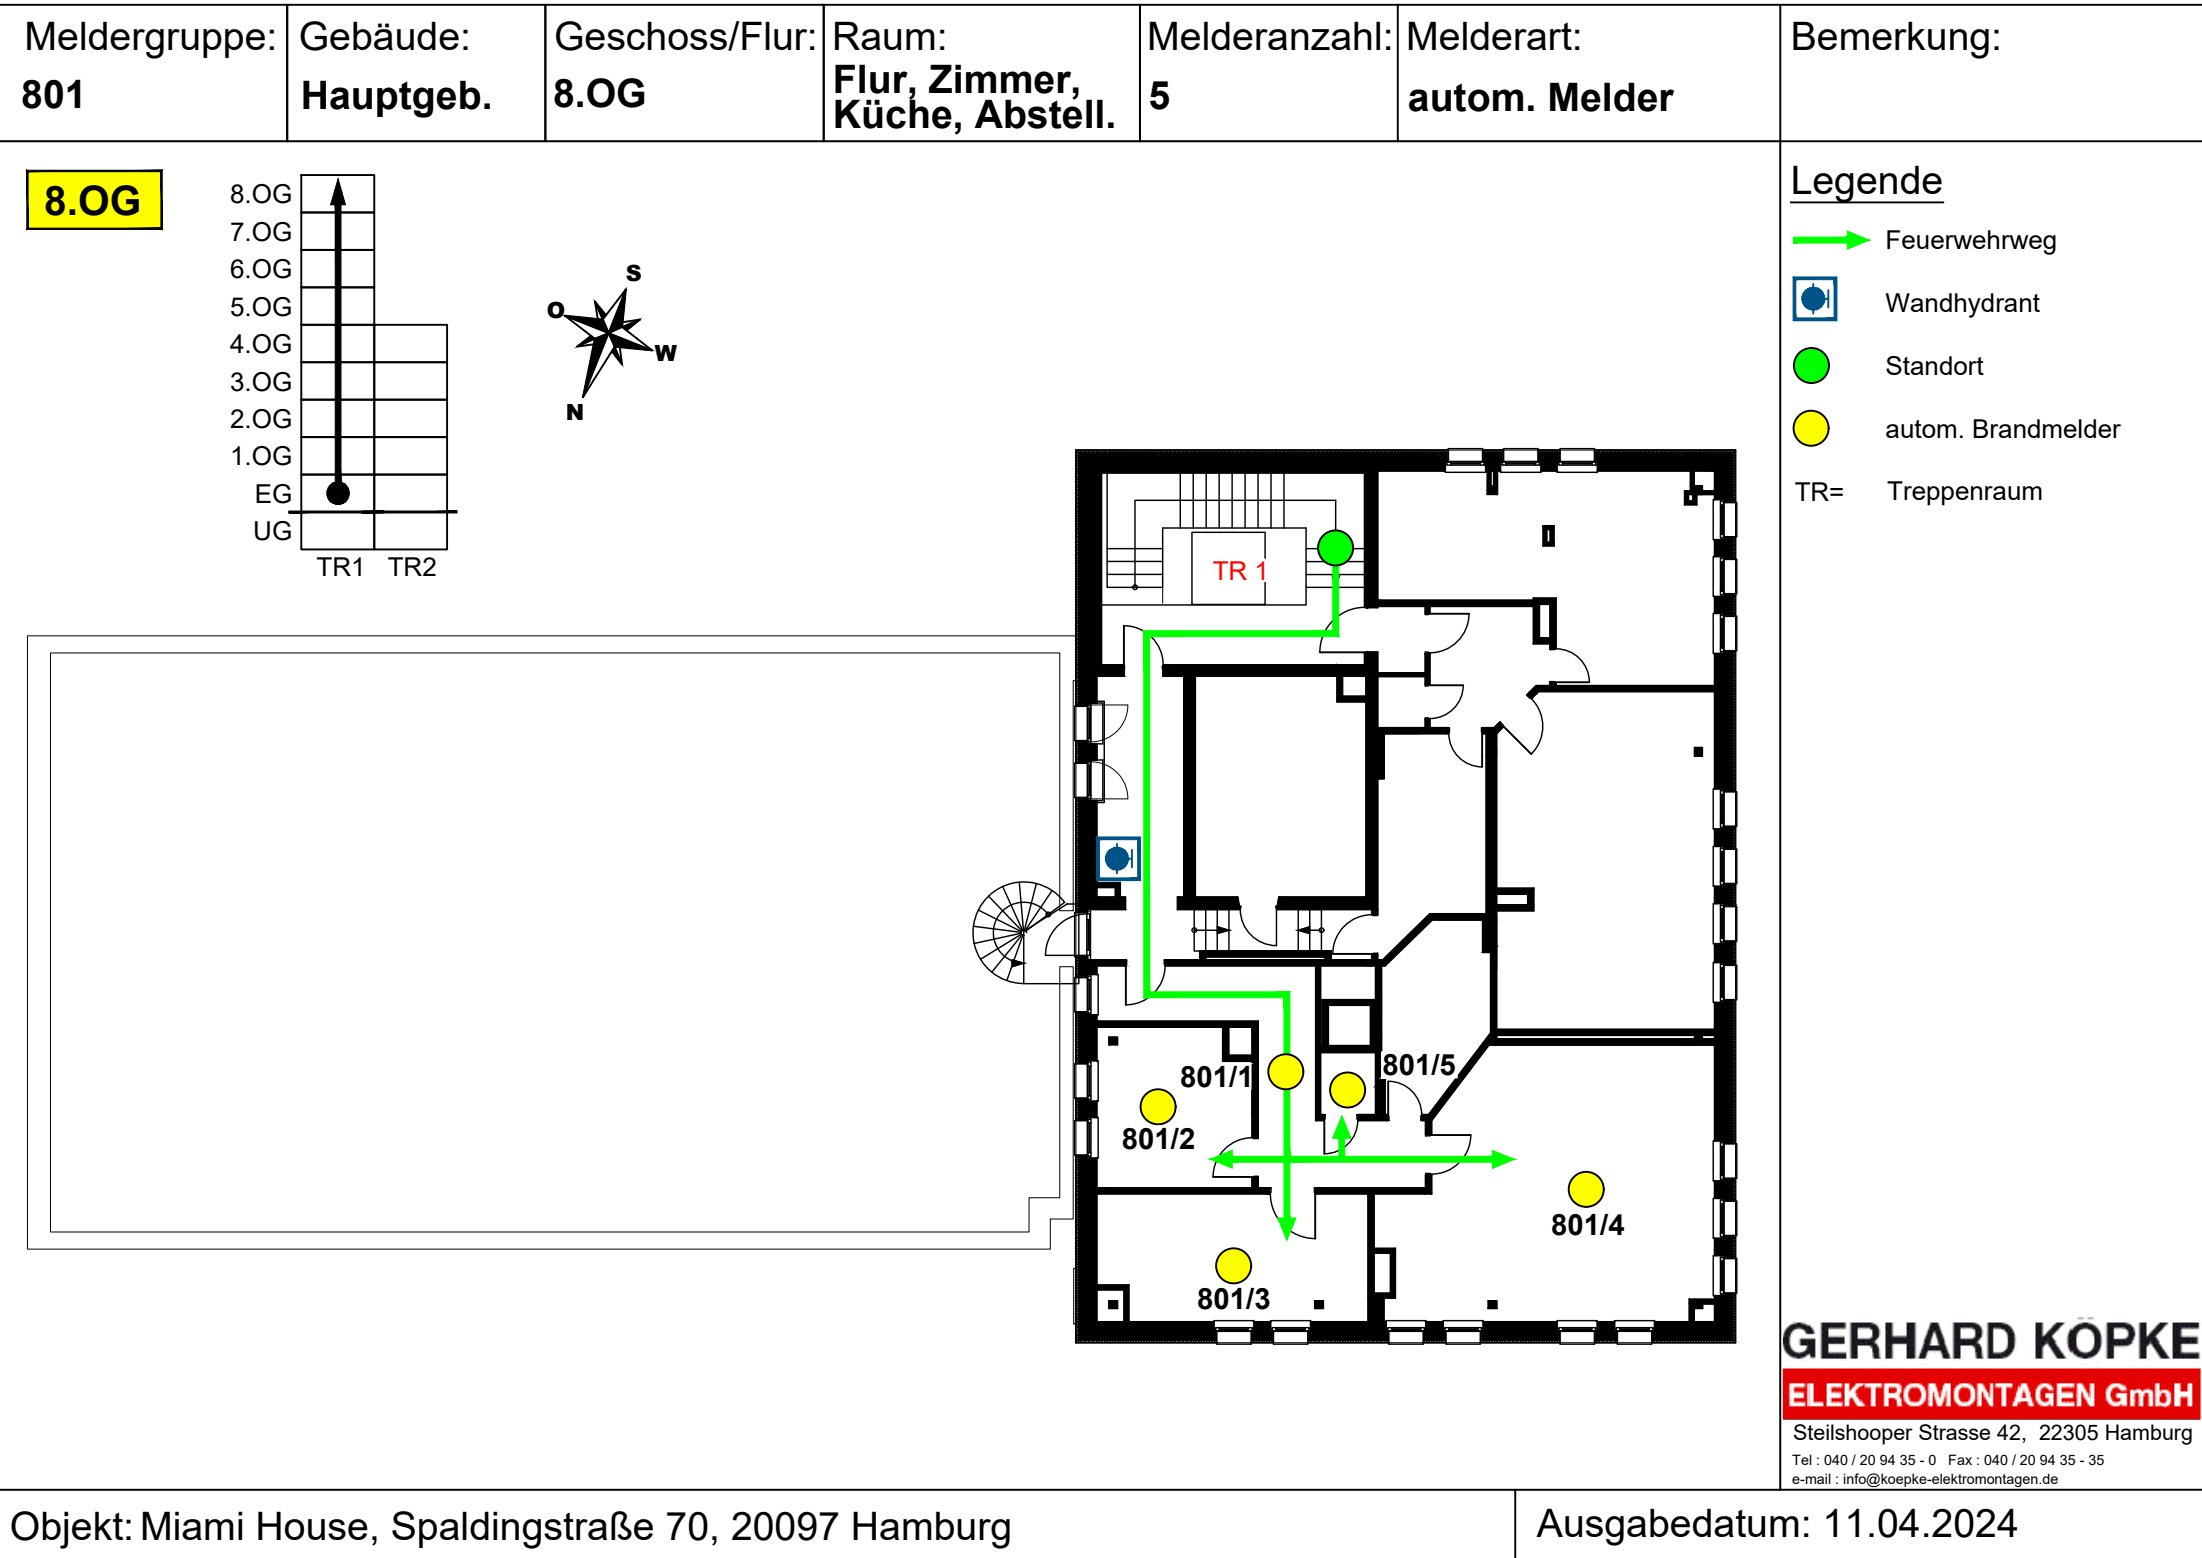 Meldergruppe:
801
Gebäude:
Hauptgeb.
Geschoss/Flur:
8.OG
Raum:
Flur, Zimmer,
Küche, Abstell.
Melderanzahl:
5
Melderart:
autom. Melder
Bemerkung:
8.OG
8.OG
7.OG
6.OG
5.OG
4.OG
3.OG
2.OG
1.OG
EG
UG
TR1 TR2
S
O
W
N
Legende
Feuerwehrweg
Wandhydrant
Standort
autom. Brandmelder
TR= Treppenraum
TR 1
801/1
801/5
801/2
801/4
801/3
GERHARD KÖPKE
ELEKTROMONTAGEN GmbH
Steilshooper Strasse 42, 22305 Hamburg
Tel : 040 / 20 94 35 - 0 Fax : 040 / 20 94 35 - 35
e-mail : info@koepke-elektromontagen.de
Objekt: Miami House, Spaldingstraße 70, 20097 Hamburg
Ausgabedatum: 11.04.2024